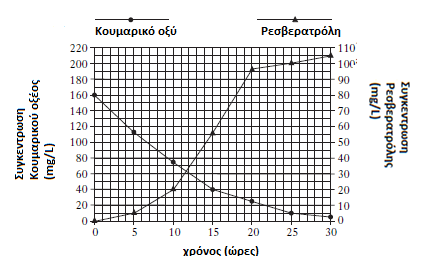 Κουμαρικό οξύ
Ρεσβερατρόλη
Συγκεντρωση
Κουμαρικού οξέος
(mg/L)
220
200
180
160
140
120
100
80
60
40
20
0
110
100
90
80
70
60
50
40
30
20
10
0
Συγκεντρωση
Ρεσβερατρόλης
(mg/L)
0 5 10 15 20 25 30
χρόνος (ώρες)